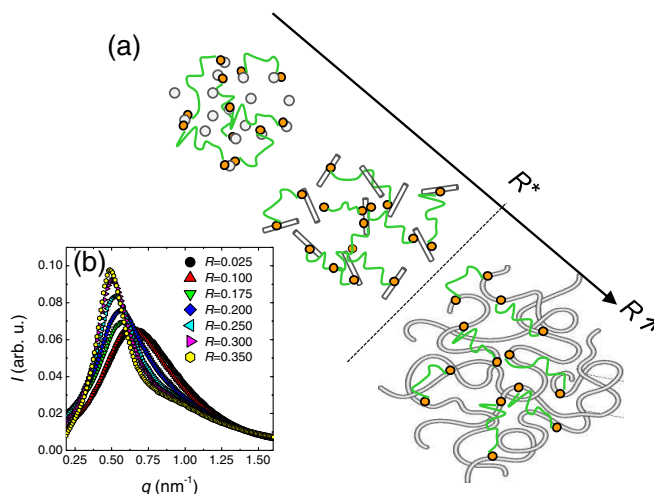 (a)
R*
R↗
(b)
R=0.025
R=0.100
R=0.175
R=0.200
R=0.250
R=0.300
R=0.350
0.10
0.08
0.06
0.04
0.02
0.00
I (arb. u.)
0.25 0.50 0.75 1.00 1.25 1.50
q (nm⁻¹)